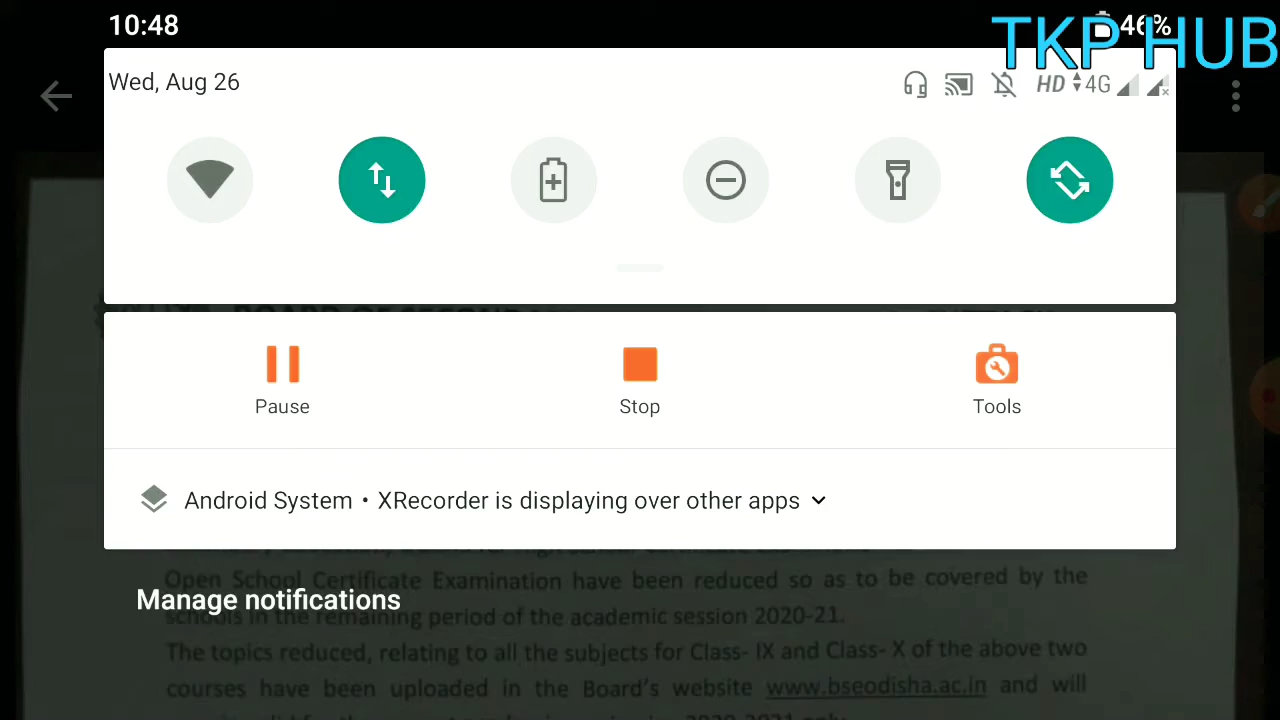 10:48
46%
TKP HUB
Wed, Aug 26
HD 4G
Pause
Stop
Tools
Android System • XRecorder is displaying over other apps
Open School Certificate Examination have been reduced so as to be covered by the
Manage notifications
schools in the remaining period of the academic session 2020-21.
The topics reduced, relating to all the subjects for Class- IX and Class- X of the above two
courses have been uploaded in the Board's website www.bseodisha.ac.in and will